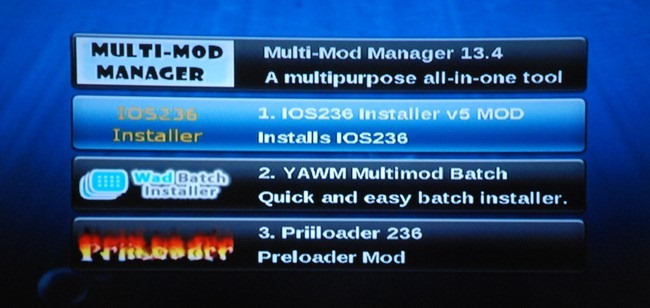 MULTI-MOD
MANAGER
Multi-Mod Manager 13.4
A multipurpose all-in-one tool
IOS236
Installer
1. IOS236 Installer v5 MOD
Installs IOS236
Wad Batch
Installer
2. YAWM Multimod Batch
Quick and easy batch installer.
PriiLoader
3. Priiloader 236
Preloader Mod